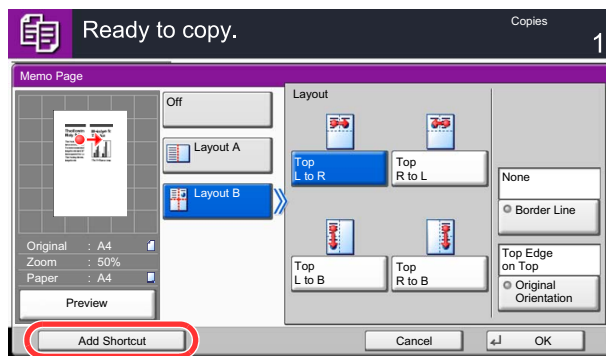 Ready to copy.
Copies
1
Memo Page
Off
Layout A
Layout B
Layout
Top
L to R
Top
R to L
Top
L to B
Top
R to B
None
Border Line
Top Edge
on Top
Original
Orientation
Original : A4
Zoom : 50%
Paper : A4
Preview
Add Shortcut
Cancel
OK